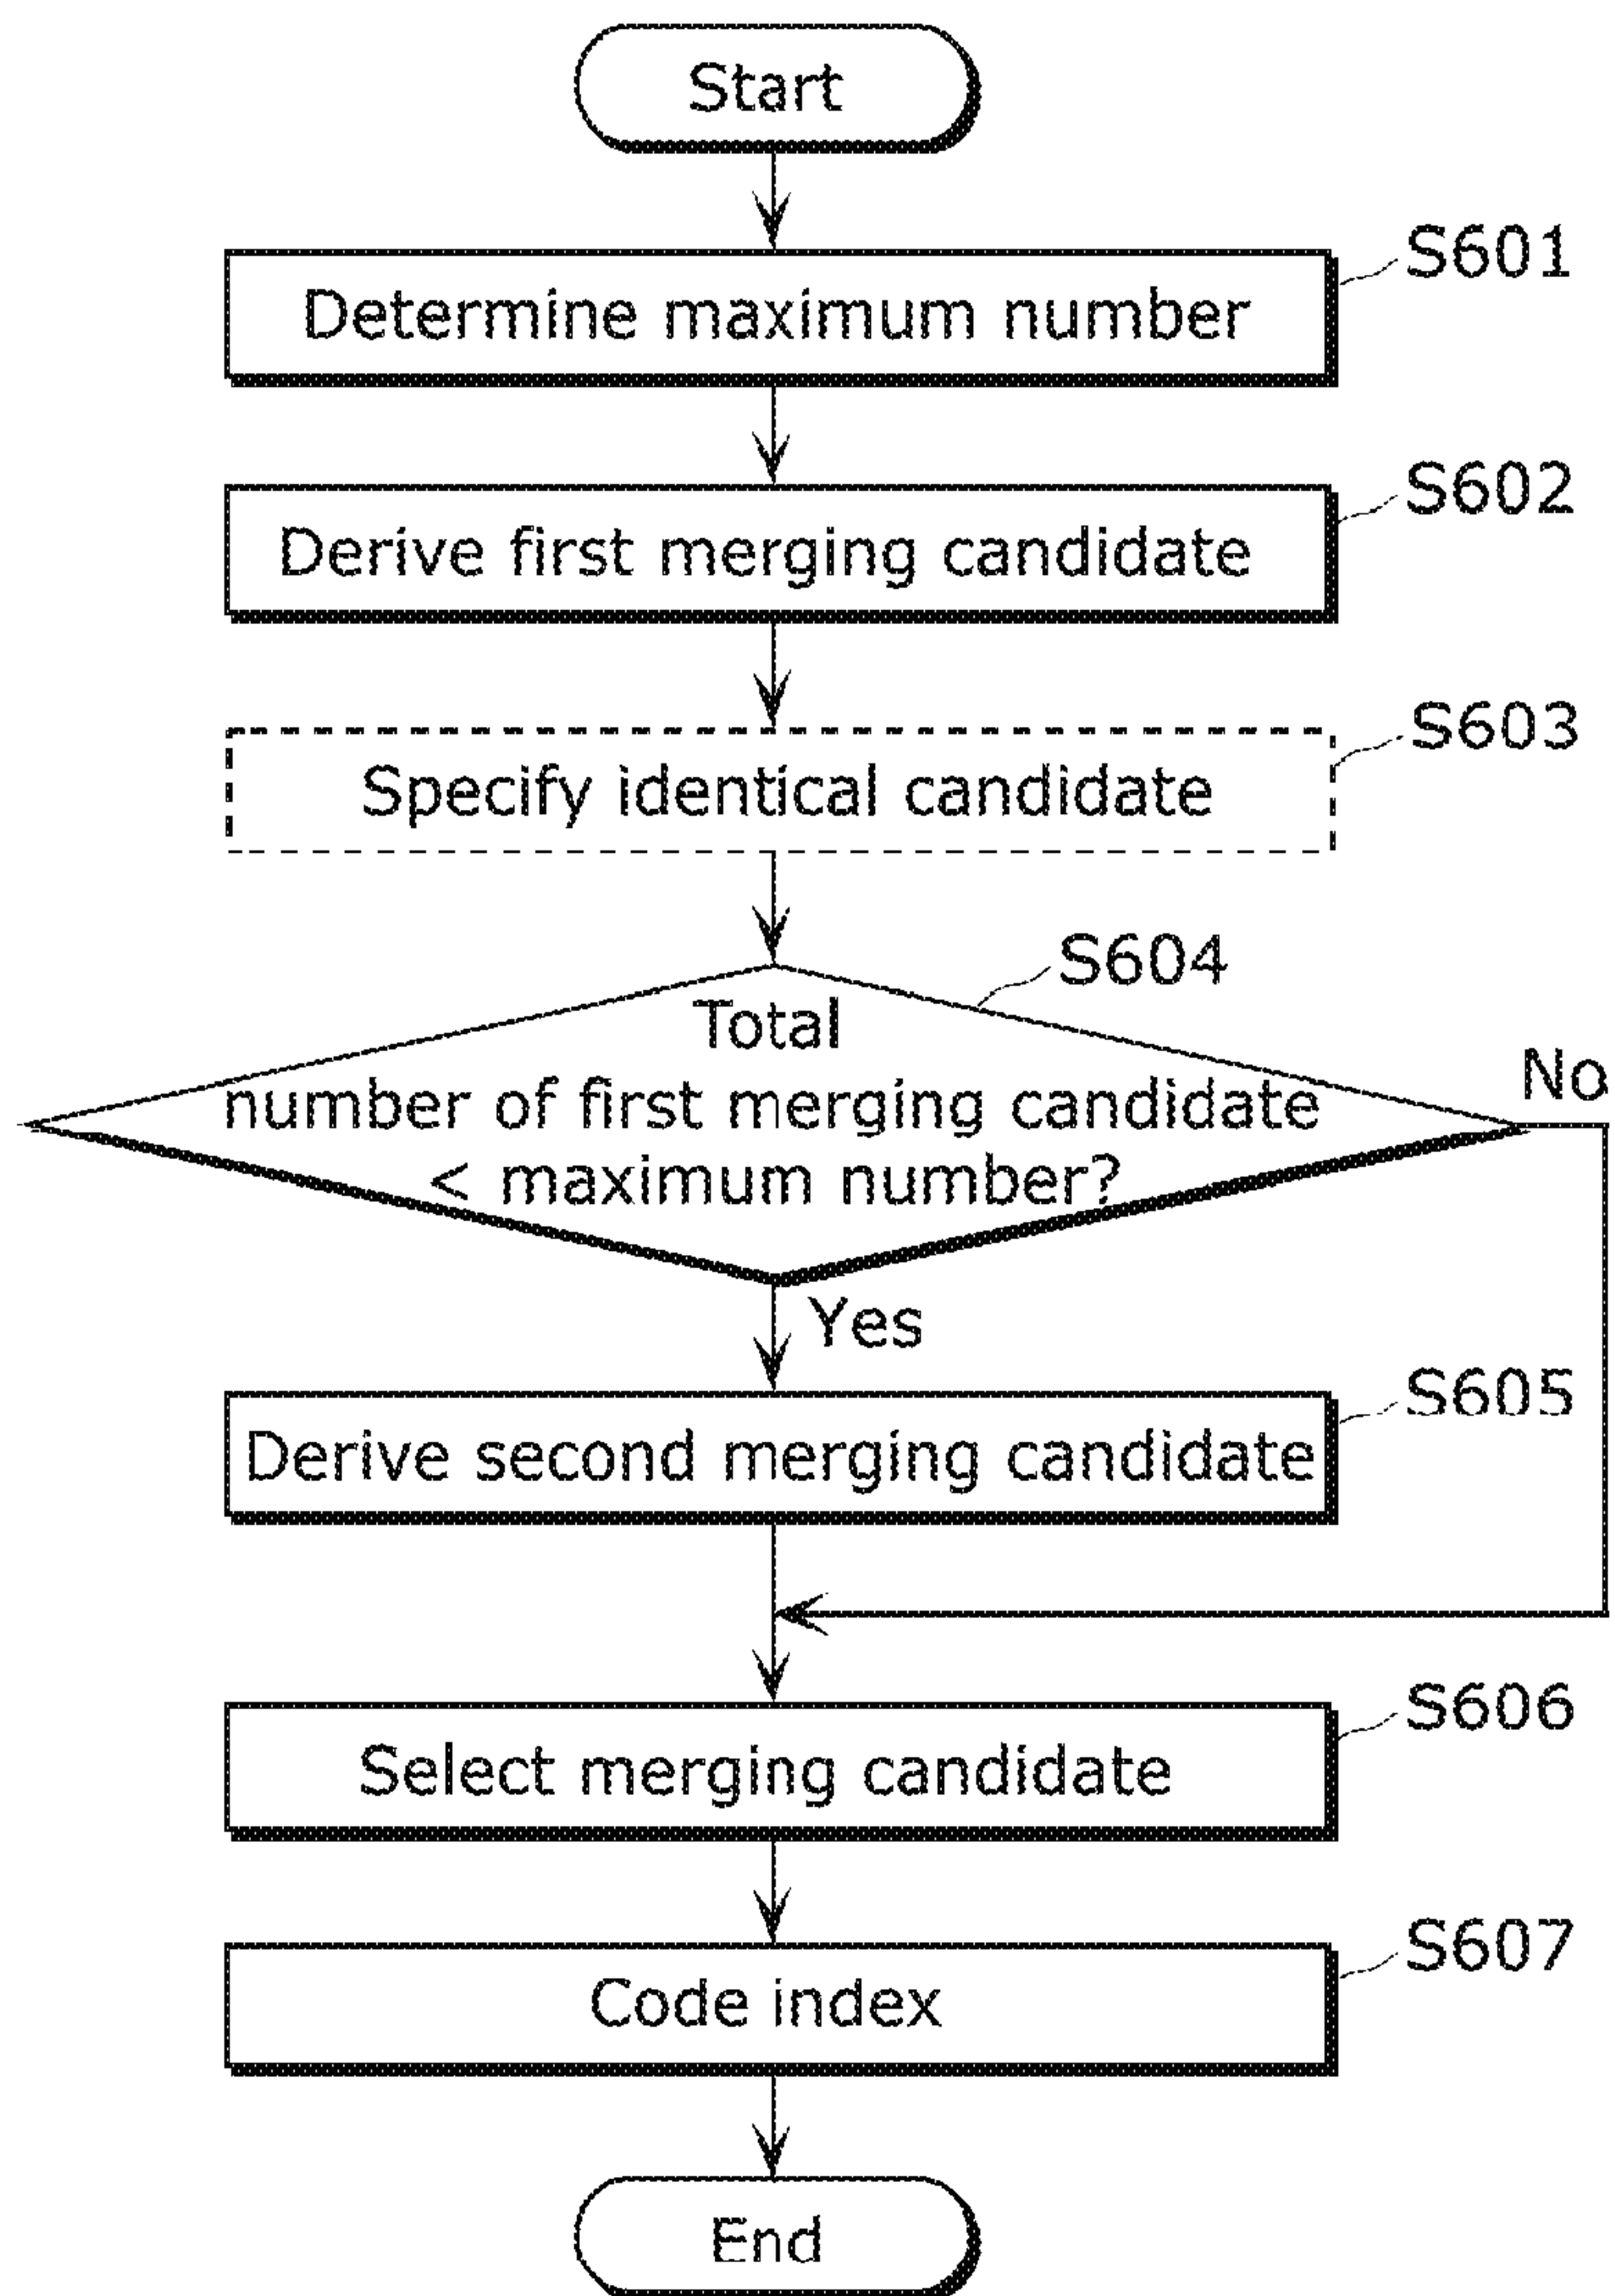 Start
S601
Determine maximum number
S602
Derive first merging candidate
S603
Specify identical candidate
S604
Total
number of first merging candidate
< maximum number?
No
Yes
S605
Derive second merging candidate
S606
Select merging candidate
S607
Code index
End